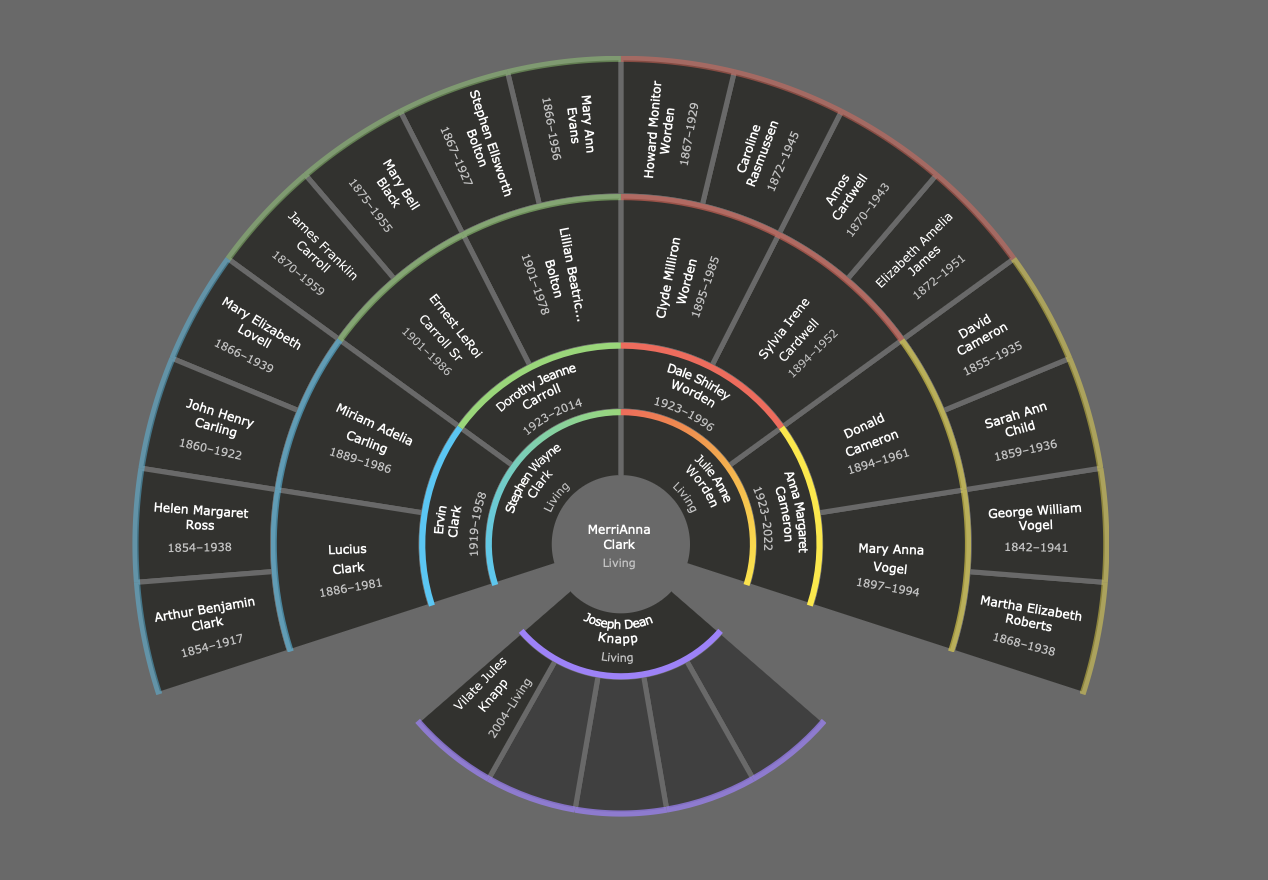 Mary Ann
Evans
1866–1956
Stephen Ellsworth
Bolton
1867–1927
Mary Bell
Black
1875–1955
James Franklin
Carroll
1870–1959
Mary Elizabeth
Lovell
1866–1939
John Henry
Carling
1860–1922
Helen Margaret
Ross
1854–1938
Arthur Benjamin
Clark
1854–1917
Howard Monitor
Worden
1867–1929
Caroline
Rasmussen
1872–1945
Amos
Cardwell
1870–1943
Elizabeth Amelia
James
1872–1951
David
Cameron
1855–1935
Sarah Ann
Child
1859–1936
George William
Vogel
1842–1941
Martha Elizabeth
Roberts
1868–1938
Lillian Beatric...
Bolton
1901–1978
Ernest LeRoi
Carroll Sr
1901–1986
Miriam Adelia
Carling
1889–1986
Lucius
Clark
1886–1981
Clyde Milliron
Worden
1895–1985
Sylvia Irene
Cardwell
1894–1952
Donald
Cameron
1894–1961
Mary Anna
Vogel
1897–1994
Dorothy Jeanne
Carroll
1923–2014
Ervin
Clark
1919–1958
Dale Shirley
Worden
1923–1996
Anna Margaret
Cameron
1923–2022
Stephen Wayne
Clark
Living
Julie Anne
Worden
Living
MerriAnna
Clark
Living
Joseph Dean
Knapp
Living
Vilate Jules
Knapp
2004–Living